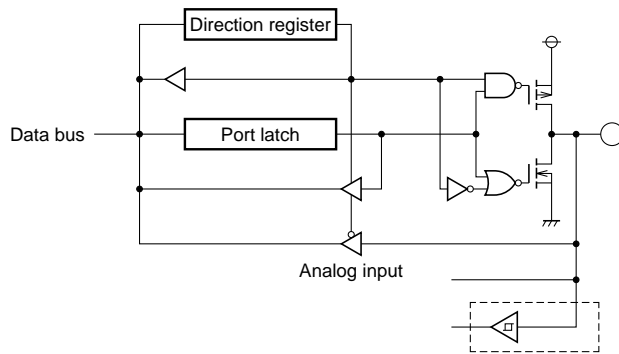 Direction register
Data bus
Port latch
Analog input